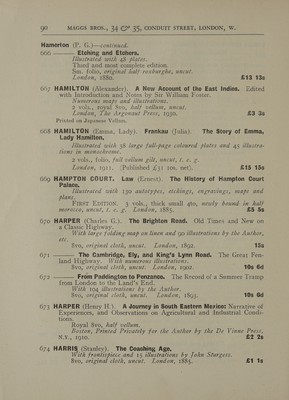 90 MAGGS BROS., 34 & 35, CONDUIT STREET, LONDON, W.
Hamerton (P. G.)—continued.
666 ——— Etching and Etchers.
Illustrated with 48 plates.
Third and most complete edition.
Sm. folio, original half roxburghe, uncut.
London, 1880. £13 13s
667 HAMILTON (Alexander). A New Account of the East Indies. Edited
with Introduction and Notes by Sir William Foster.
Numerous maps and illustrations.
2 vols., royal 8vo, half vellum, uncut.
London, The Argonaut Press, 1930. £3 3s
Printed on Japanese Vellum.
668 HAMILTON (Emma, Lady). Frankau (Julia). The Story of Emma,
Lady Hamilton.
Illustrated with 38 large full-page coloured plates and 45 illustra-
tions in monochrome.
2 vols., folio, full vellum gilt, uncut, t. e. g.
London, 1911. (Published £31 10s. net). £15 15s
669 HAMPTON COURT. Law (Ernest). The History of Hampton Court
Palace.
Illustrated with 130 autotypes, etchings, engravings, maps and
plans.
FIRST EDITION. 3 vols., thick small 4to, newly bound in half
morocco, uncut, t. e. g. London, 1885. £5 5s
670 HARPER (Charles G.). The Brighton Road. Old Times and New on
a Classic Highway.
With large folding map on linen and 90 illustrations by the Author,
etc.
8vo, original cloth, uncut. London, 1892. 15s
671 ——— The Cambridge, Ely, and King's Lynn Road. The Great Fen-
land Highway. With numerous illustrations.
8vo, original cloth, uncut. London, 1902. 10s 6d
672 ——— From Paddington to Penzance. The Record of a Summer Tramp
from London to the Land's End.
With 104 illustrations by the Author.
8vo, original cloth, uncut. London, 1893. 10s 6d
673 HARPER (Henry H.). A Journey in South Eastern Mexico: Narrative of
Experiences, and Observations on Agricultural and Industrial Condi-
tions.
Royal 8vo, half vellum.
Boston, Printed Privately for the Author by the De Vinne Press,
N.Y., 1910. £2 2s
674 HARRIS (Stanley). The Coaching Age.
With frontispiece and 15 illustrations by John Sturgess.
8vo, original cloth, uncut. London, 1885. £1 1s